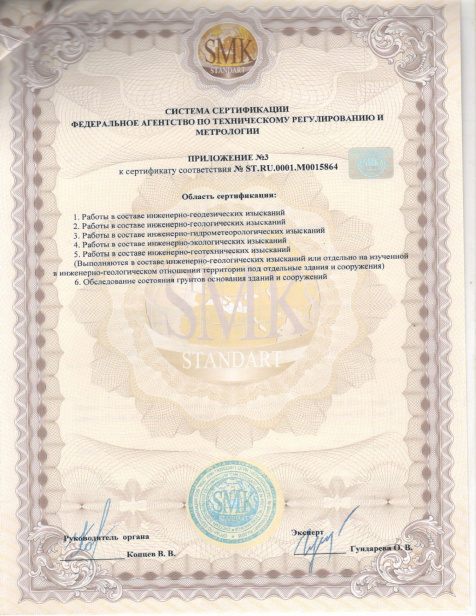 SMK
STANDART
СИСТЕМА СЕРТИФИКАЦИИ
ФЕДЕРАЛЬНОЕ АГЕНТСТВО ПО ТЕХНИЧЕСКОМУ РЕГУЛИРОВАНИЮ И
МЕТРОЛОГИИ
ПРИЛОЖЕНИЕ №3
к сертификату соответствия № ST.RU.0001.M0015864
Область сертификации:
1. Работы в составе инженерно-геодезических изысканий
2. Работы в составе инженерно-геологических изысканий
3. Работы в составе инженерно-гидрометеорологических изысканий
4. Работы в составе инженерно-экологических изысканий
5. Работы в составе инженерно-геотехнических изысканий
(Выполняются в составе инженерно-геологических изысканий или отдельно на изученной
в инженерно-геологическом отношении территории под отдельные здания и сооружения)
6. Обследование состояния грунтов основания зданий и сооружений
SMK
STANDART
SMK
Руководитель органа
Копцев В. В.
Эксперт
Гундарева О. В.